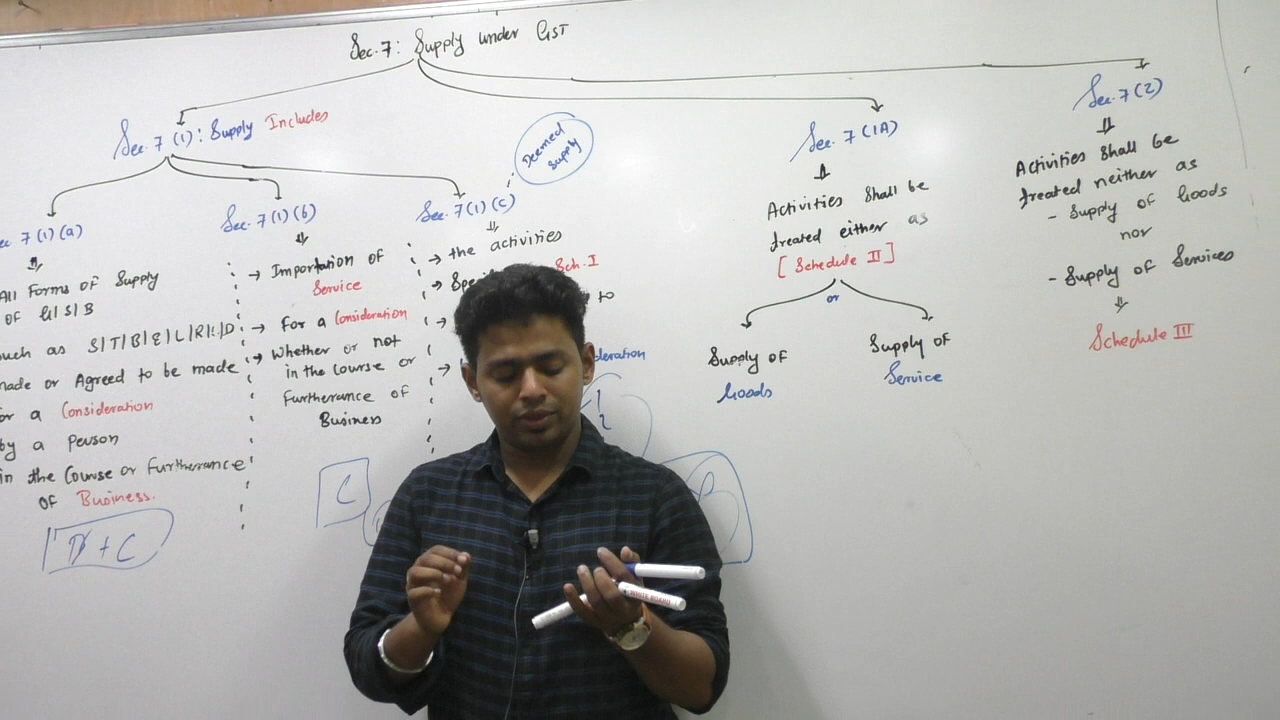 Sec.7: Supply under GST
Sec. 7 (1): Supply Includes
Deemed
Supply
Sec. 7 (1A)
Sec. 7 (2)
7 (1) (a)
All Forms of Supply
of G/S/B
such as S/T/B/E/L/R/L/D
made or Agreed to be made
for a Consideration
by a person
in the Course or Furtherance
of Business.
B + C
Sec. 7 (1) (b)
→ Importation of
Service
→ For a Consideration
→ Whether or not
in the course or
Furtherance of
Business
C
Sec. 7 (1) (c)
→ the activities
→ Sch. I
to
1
2
Activities Shall be
treated either as
[Schedule II]
or
Supply of
Goods
Supply of
Service
Activities Shall be
treated neither as
- Supply of Goods
nor
- Supply of Services
Schedule III
WHITE BOARD